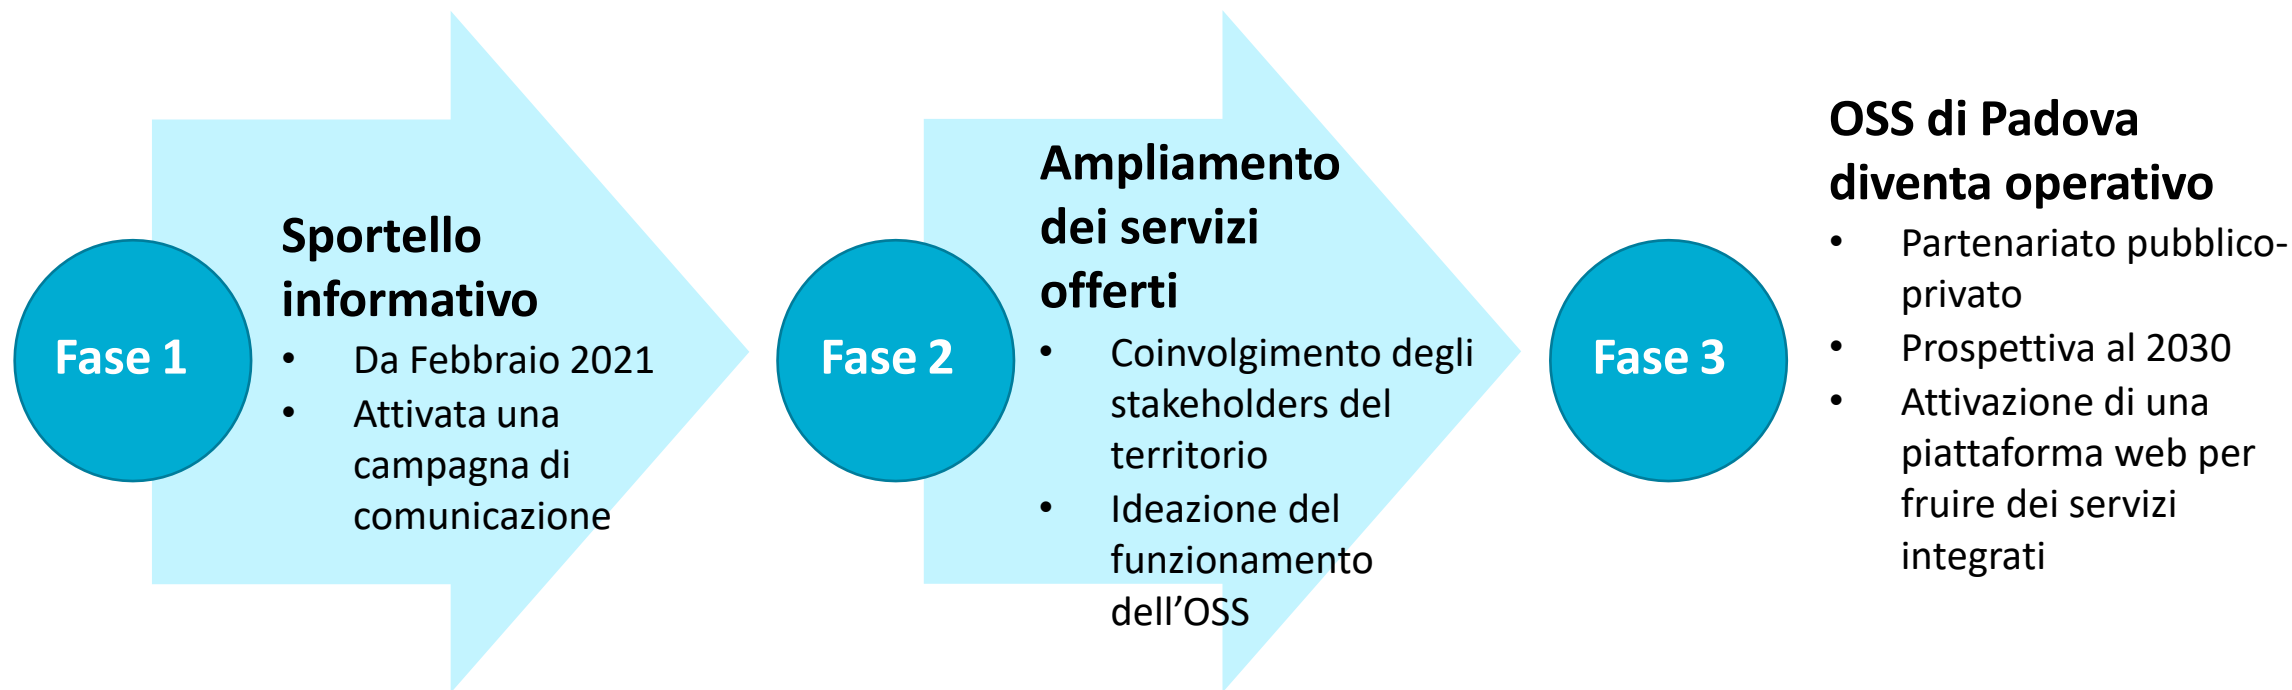 Fase 1
Sportello
informativo
• Da Febbraio 2021
• Attivata una
campagna di
comunicazione
Fase 2
Ampliamento
dei servizi
offerti
• Coinvolgimento degli
stakeholders del
territorio
• Ideazione del
funzionamento
dell’OSS
Fase 3
OSS di Padova
diventa operativo
• Partenariato pubblico-
privato
• Prospettiva al 2030
• Attivazione di una
piattaforma web per
fruire dei servizi
integrati